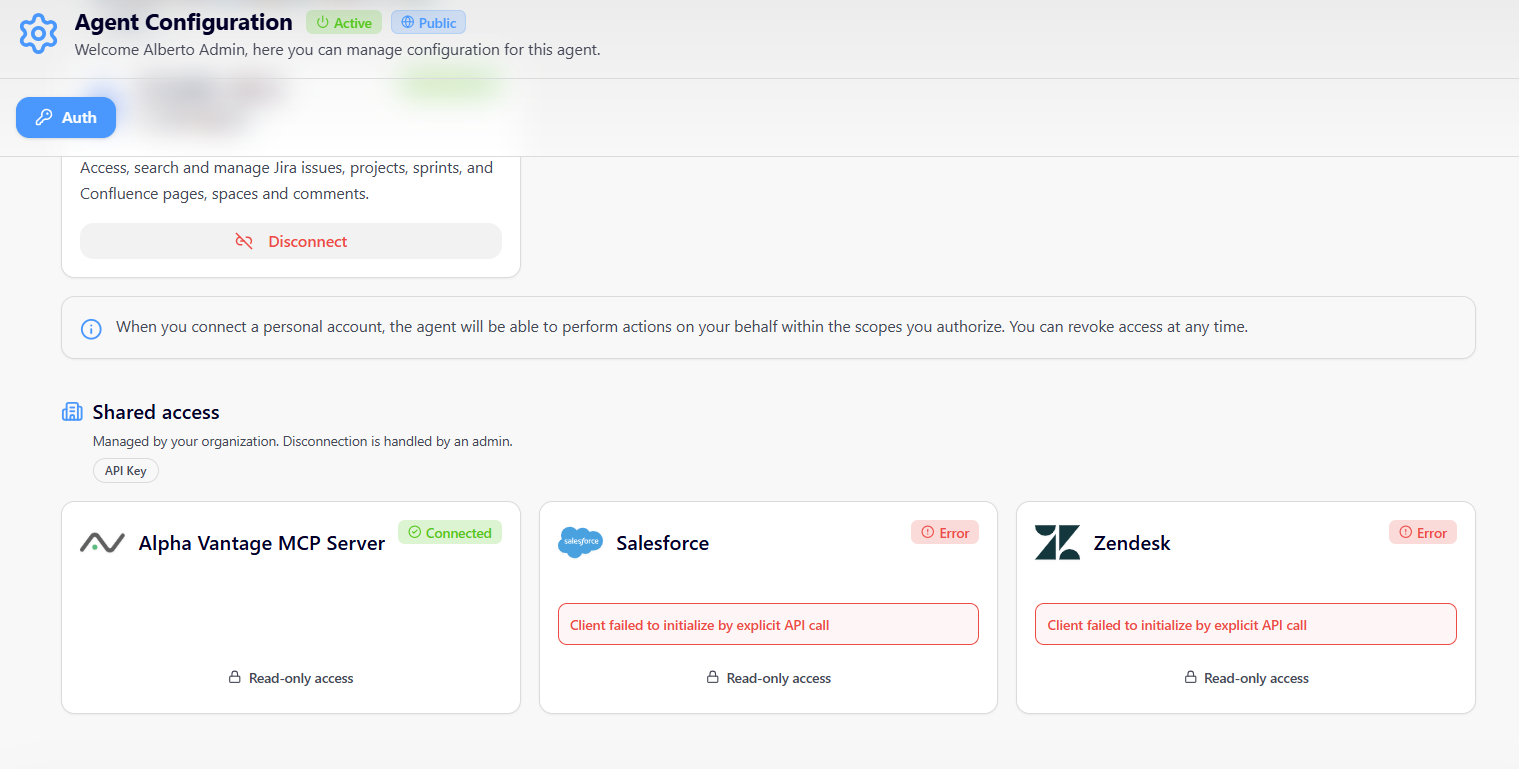 Agent Configuration
Active
Public
Welcome Alberto Admin, here you can manage configuration for this agent.
Auth
Access, search and manage Jira issues, projects, sprints, and
Confluence pages, spaces and comments.
Disconnect
When you connect a personal account, the agent will be able to perform actions on your behalf within the scopes you authorize. You can revoke access at any time.
Shared access
Managed by your organization. Disconnection is handled by an admin.
API Key
Alpha Vantage MCP Server
Connected
Read-only access
salesforce
Salesforce
Error
Client failed to initialize by explicit API call
Read-only access
Zendesk
Error
Client failed to initialize by explicit API call
Read-only access